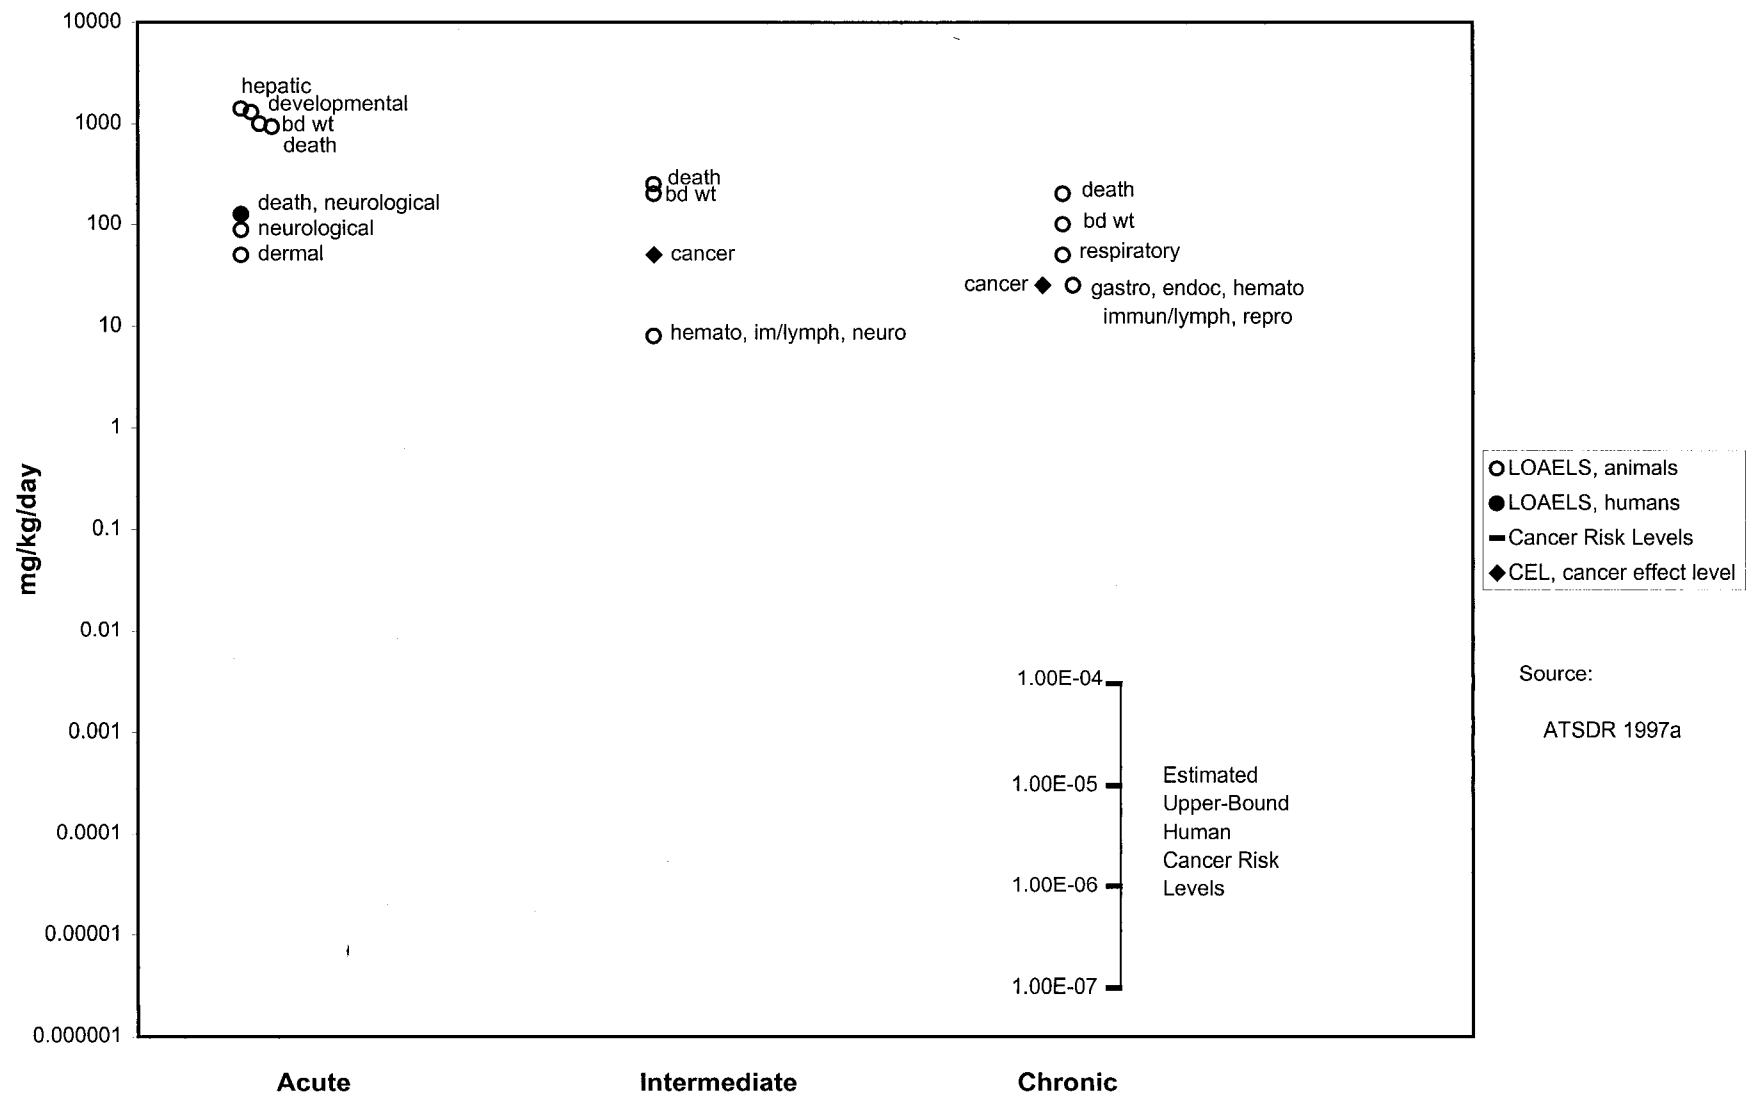 10000
1000
100
10
1
0.1
0.01
0.001
0.0001
0.00001
0.000001
mg/kg/day
hepatic
developmental
bd wt
death
death, neurological
neurological
dermal
death
bd wt
cancer
hemato, im/lymph, neuro
death
bd wt
respiratory
cancer
gastro, endoc, hemato
immun/lymph, repro
1.00E-04
1.00E-05
1.00E-06
1.00E-07
Estimated
Upper-Bound
Human
Cancer Risk
Levels
Acute
Intermediate
Chronic
LOAELS, animals
LOAELS, humans
Cancer Risk Levels
CEL, cancer effect level
Source:
ATSDR 1997a